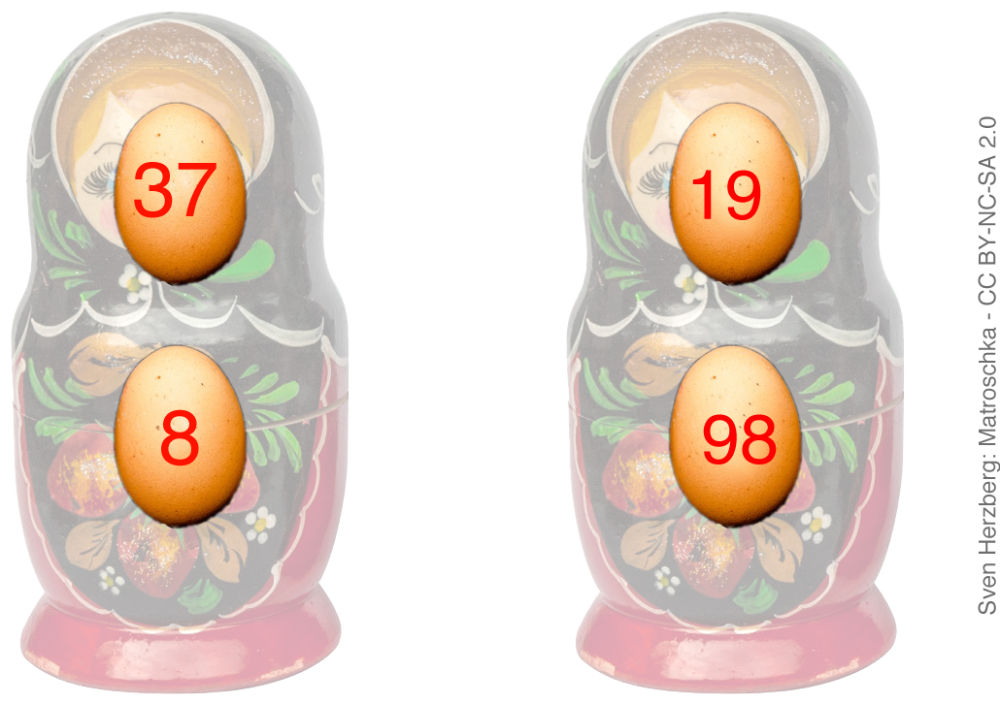 37
19
8
98
Sven Herzberg: Matroschka - CC BY-NC-SA 2.0